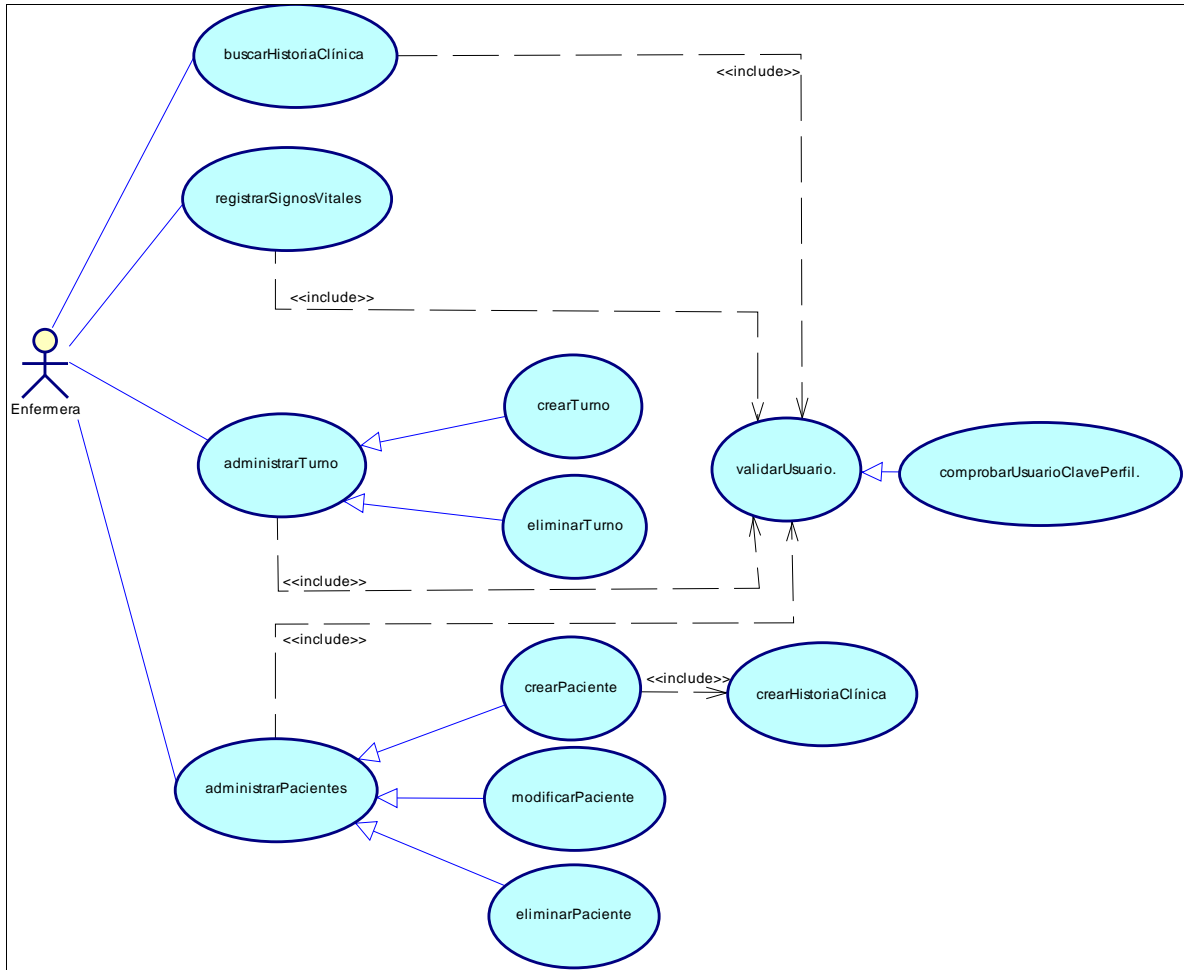 buscarHistoriaClínica
<<include>>
registrarSignosVitales
<<include>>
Enfermera
crearTurno
administrarTurno
validarUsuario.
comprobarUsuarioClavePerfil.
eliminarTurno
<<include>>
<<include>>
crearPaciente
<<include>>
crearHistoriaClínica
administrarPacientes
modificarPaciente
eliminarPaciente